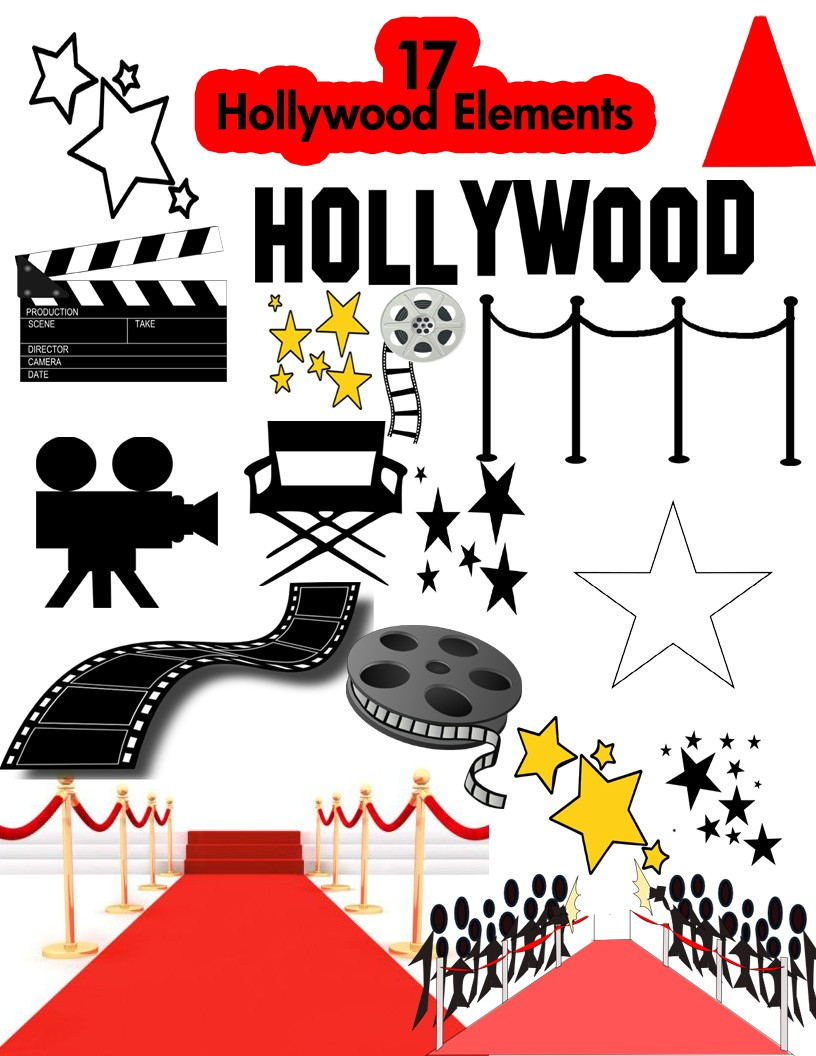 17
Hollywood Elements
HOLLYWOOD
PRODUCTION
SCENE TAKE
DIRECTOR
CAMERA
DATE